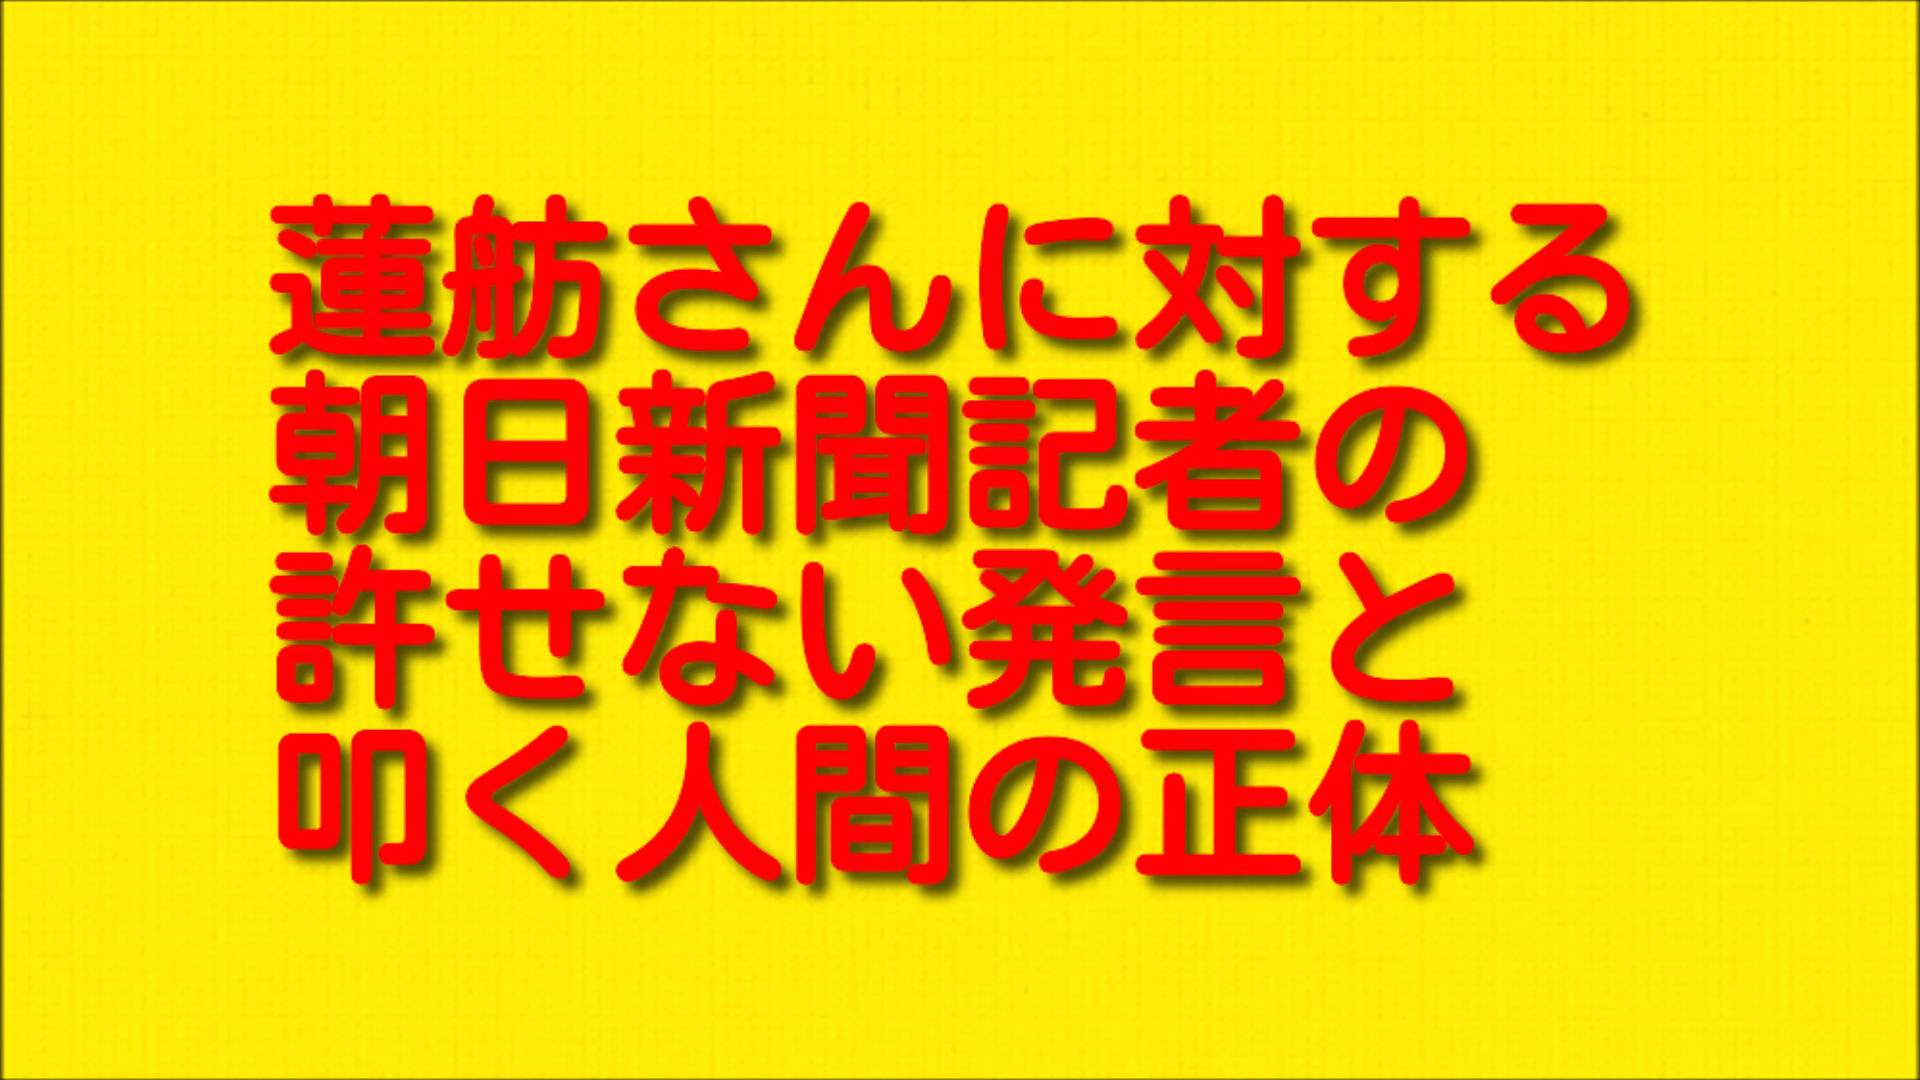 蓮舫さんに対する
朝日新聞記者の
許せない発言と
叩く人間の正体